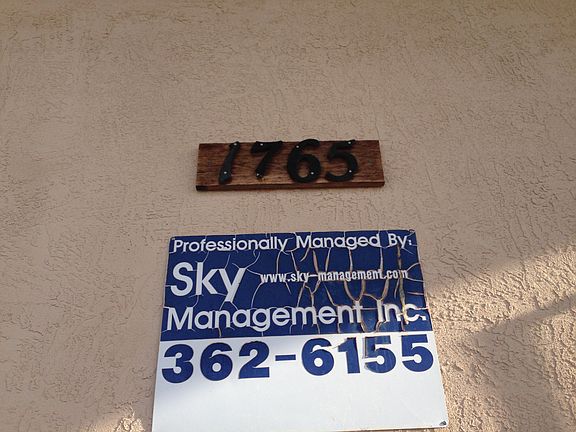 1765
Professionally Managed By:
Sky www.sky-management.com
Management Inc.
362-6155